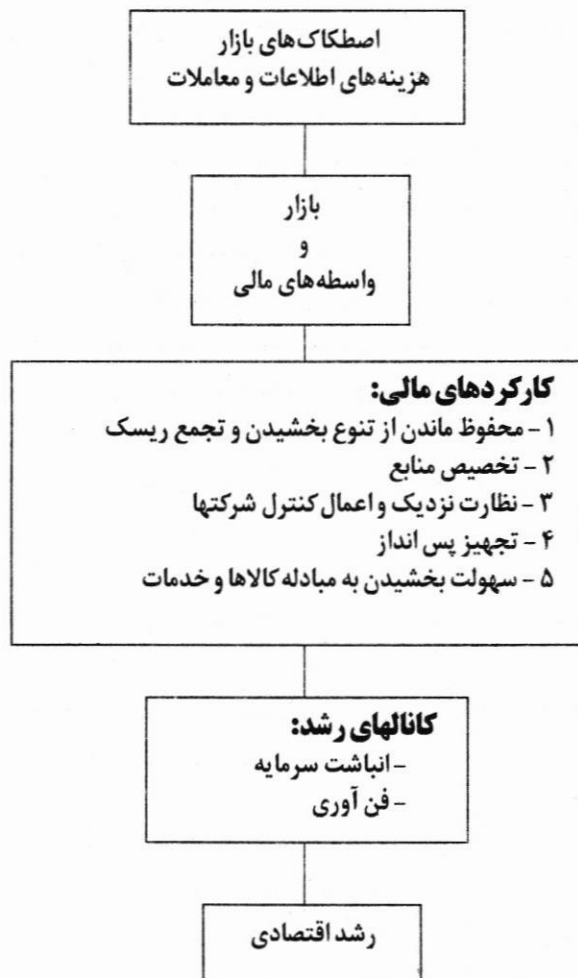 اصطکاک‌های بازار
هزینه‌های اطلاعات و معاملات
بازار
و
واسطه‌های مالی
کارکردهای مالی:
۱ - محفوظ ماندن از تنوع بخشیدن و تجمع ریسک
۲ - تخصیص منابع
۳ - نظارت نزدیک و اعمال کنترل شرکتها
۴ - تجهیز پس انداز
۵ - سهولت بخشیدن به مبادله کالاها و خدمات
کانالهای رشد:
- انباشت سرمایه
- فن آوری
رشد اقتصادی